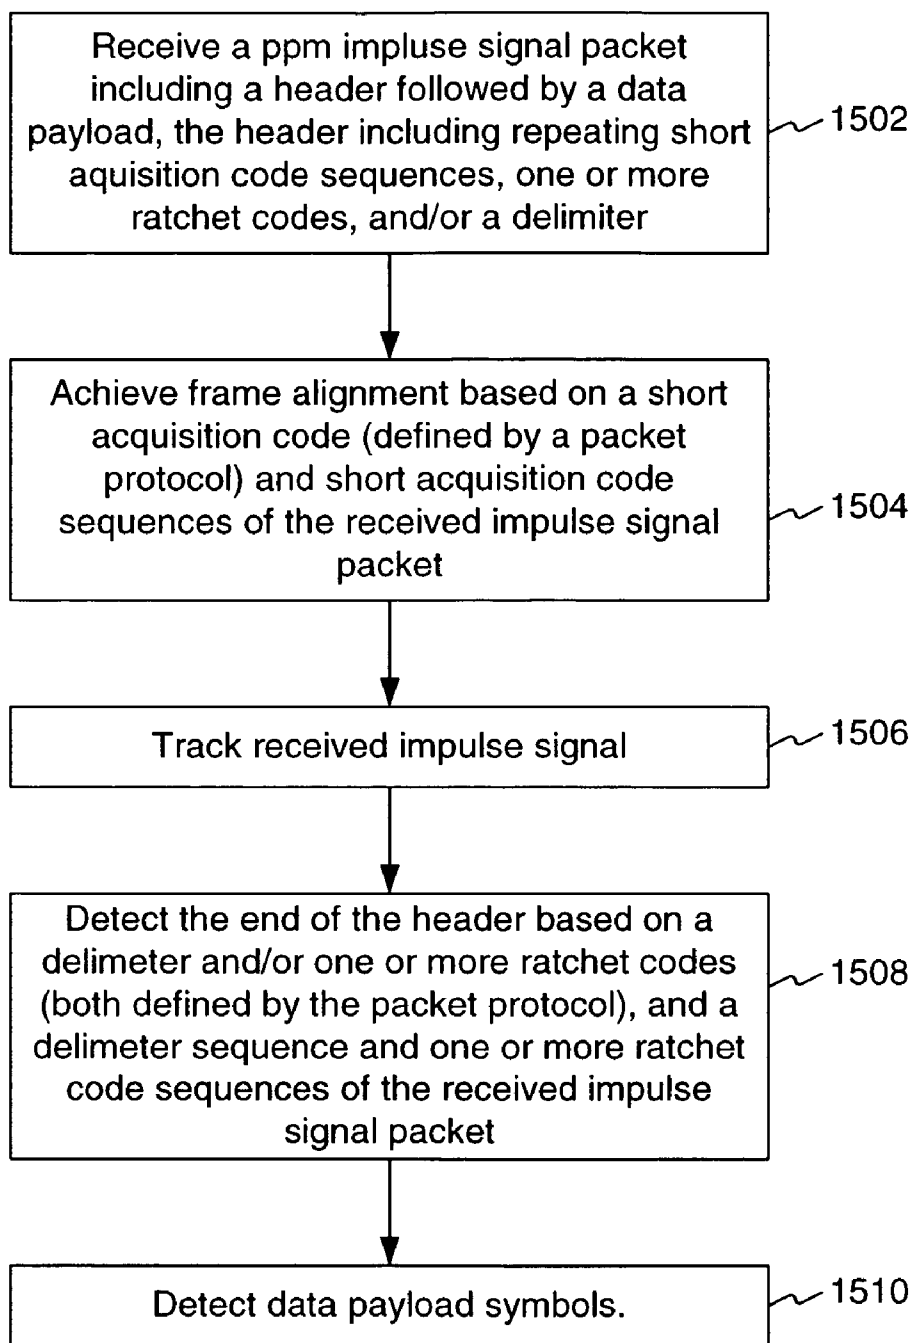 Receive a ppm impluse signal packet
including a header followed by a data
payload, the header including repeating short
aquisition code sequences, one or more
ratchet codes, and/or a delimiter
1502
Achieve frame alignment based on a short
acquisition code (defined by a packet
protocol) and short acquisition code
sequences of the received impulse signal
packet
1504
Track received impulse signal
1506
Detect the end of the header based on a
delimeter and/or one or more ratchet codes
(both defined by the packet protocol), and a
delimeter sequence and one or more ratchet
code sequences of the received impulse
signal packet
1508
Detect data payload symbols.
1510